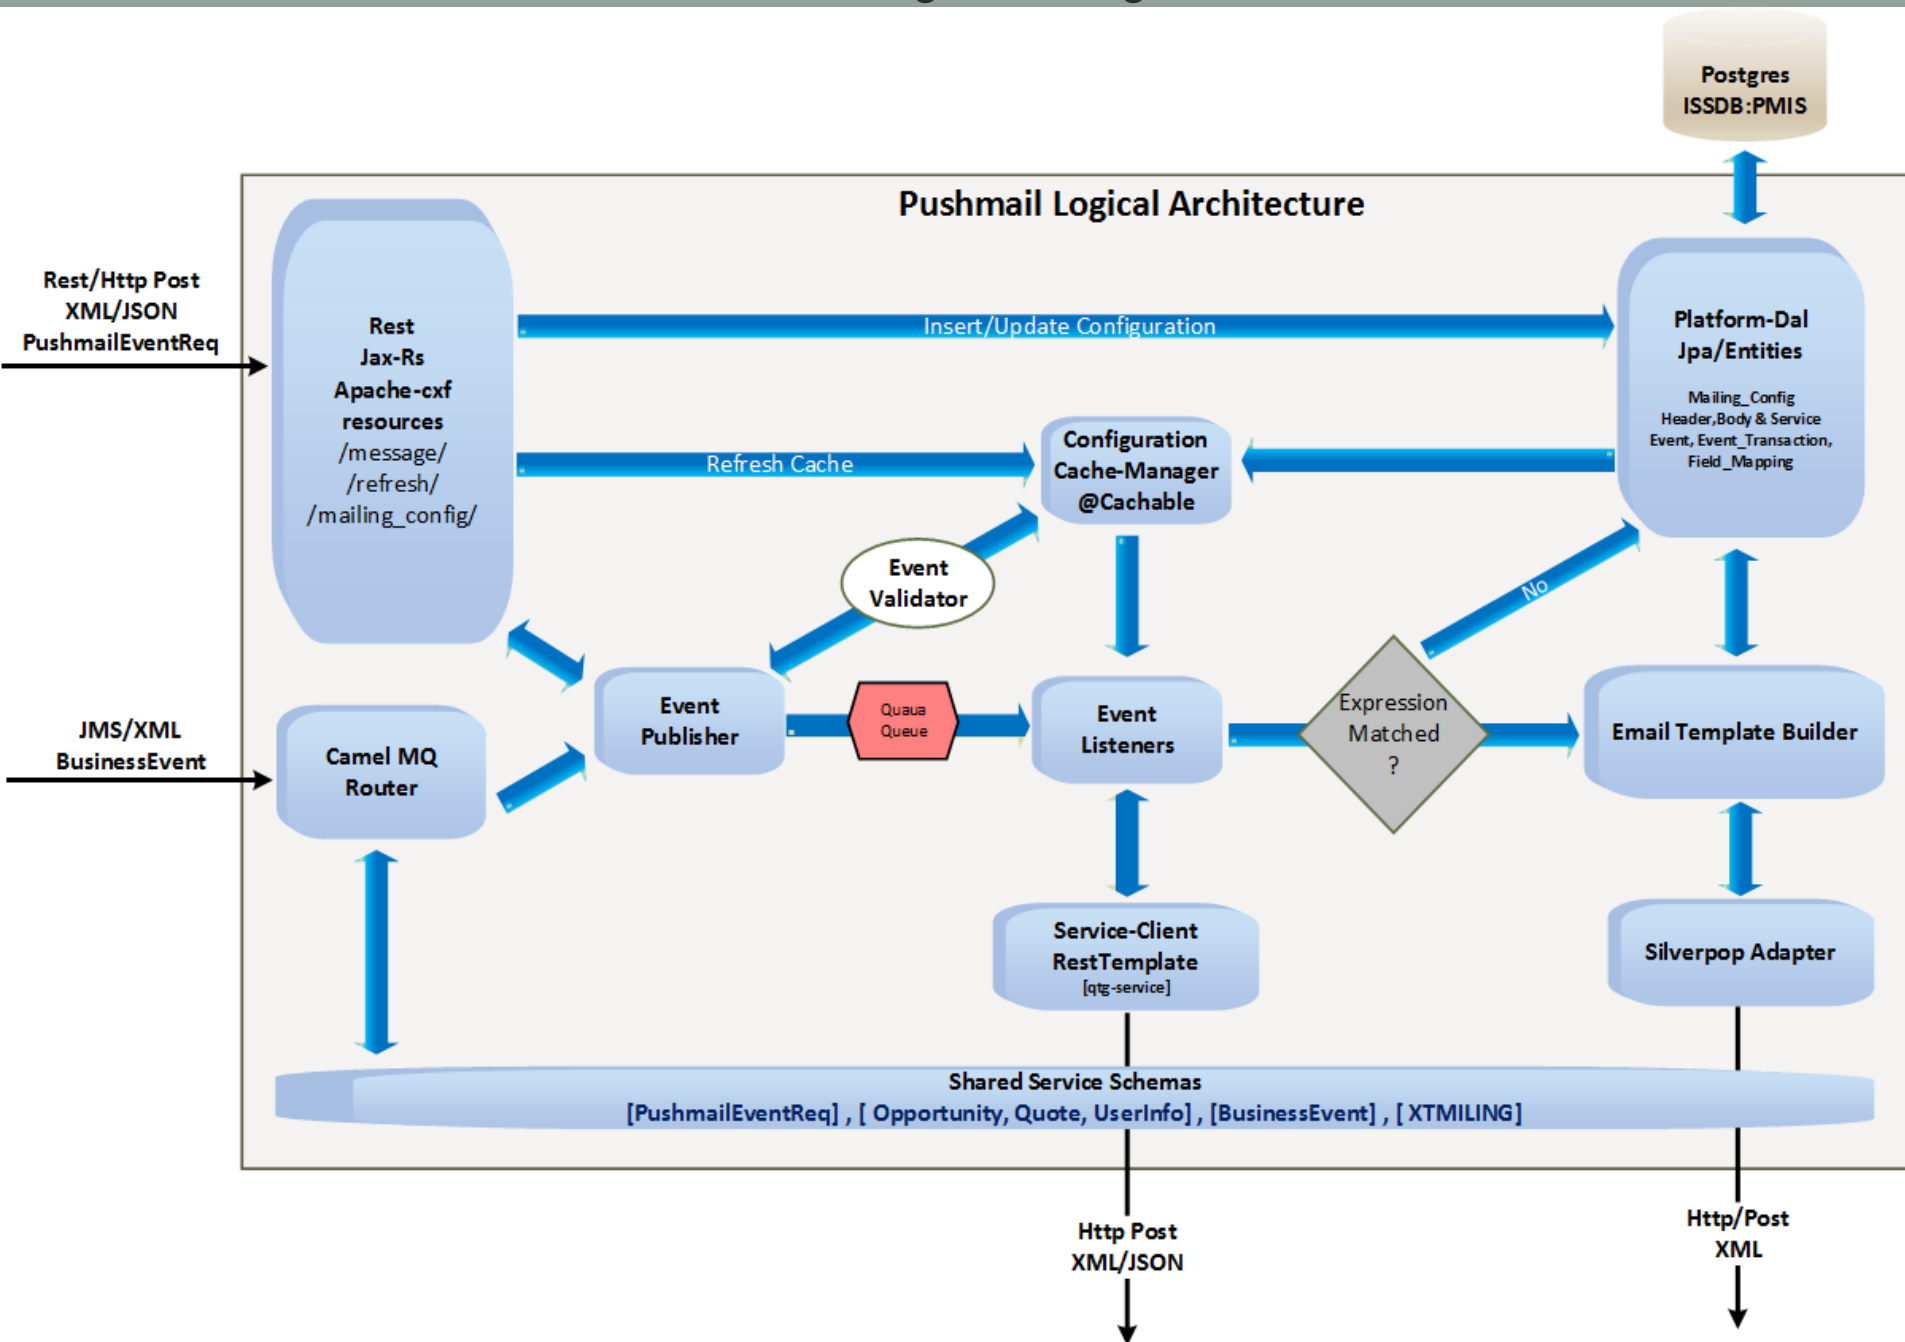 Postgres
ISSDB:PMIS
Pushmail Logical Architecture
Rest/Http Post
XML/JSON
PushmailEventReq
Rest
Jax-Rs
Apache-cxf
resources
/message/
/refresh/
/mailing_config/
Insert/Update Configuration
Platform-Dal
Jpa/Entities
Mailing_Config
Header,Body & Service
Event, Event_Transaction,
Field_Mapping
Refresh Cache
Configuration
Cache-Manager
@Cachable
Event
Validator
No
JMS/XML
BusinessEvent
Camel MQ
Router
Event
Publisher
Quaua
Queue
Event
Listeners
Expression
Matched
?
Email Template Builder
Service-Client
RestTemplate
[qtg-service]
Silverpop Adapter
Shared Service Schemas
[PushmailEventReq] , [ Opportunity, Quote, UserInfo] , [BusinessEvent] , [ XTMILING]
Http Post
XML/JSON
Http/Post
XML